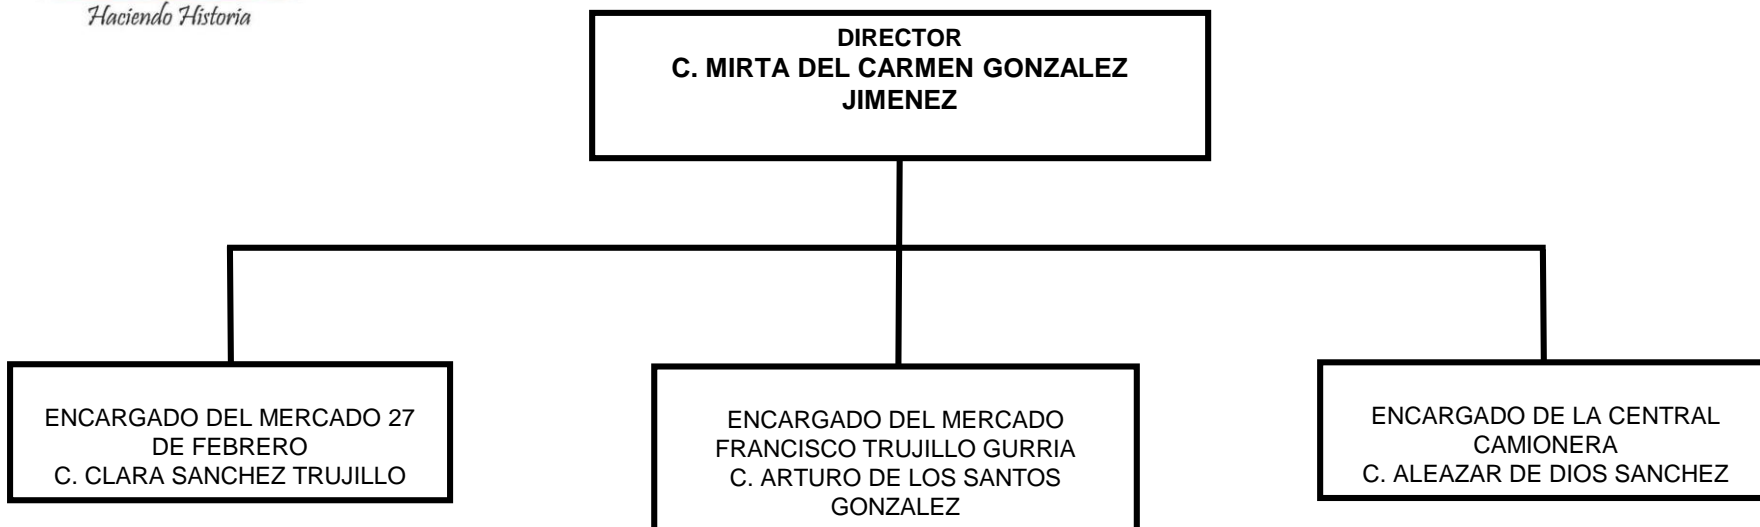 Haciendo Historia
DIRECTOR
C. MIRTA DEL CARMEN GONZALEZ
JIMENEZ
ENCARGADO DEL MERCADO 27
DE FEBRERO
C. CLARA SANCHEZ TRUJILLO
ENCARGADO DEL MERCADO
FRANCISCO TRUJILLO GURRIA
C. ARTURO DE LOS SANTOS
GONZALEZ
ENCARGADO DE LA CENTRAL
CAMIONERA
C. ALEAZAR DE DIOS SANCHEZ